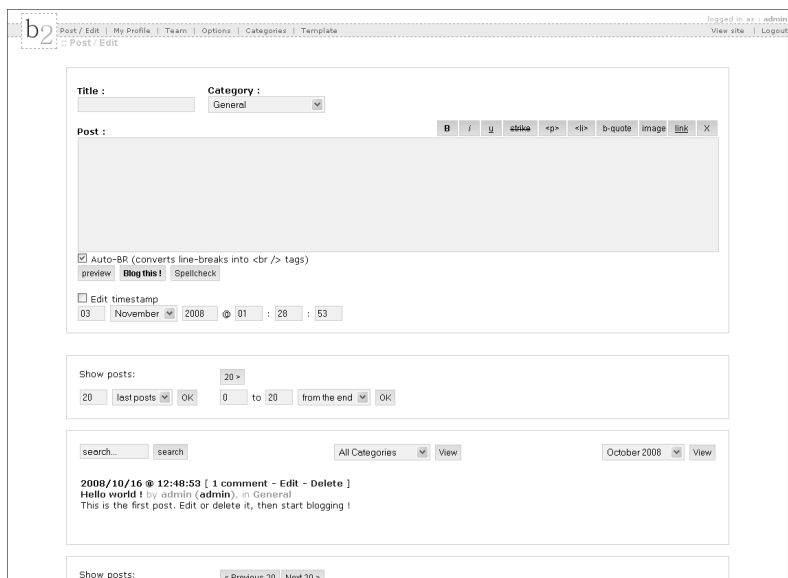 logged in as : admin
b2
Post / Edit | My Profile | Team | Options | Categories | Template
View site | Logout
:: Post / Edit
Title :
Category :
General
Post :
B i u strike <p> <li> b-quote image link X
Auto-BR (converts line-breaks into <br /> tags)
preview Blog this ! Spellcheck
Edit timestamp
03 November 2008 @ 01 : 28 : 53
Show posts:
20 >
20 last posts OK 0 to 20 from the end OK
search... search All Categories View October 2008 View
2008/10/16 @ 12:48:53 [ 1 comment - Edit - Delete ]
Hello world ! by admin (admin), in General
This is the first post. Edit or delete it, then start blogging !
Show posts:
< Previous 20 Next 20 >